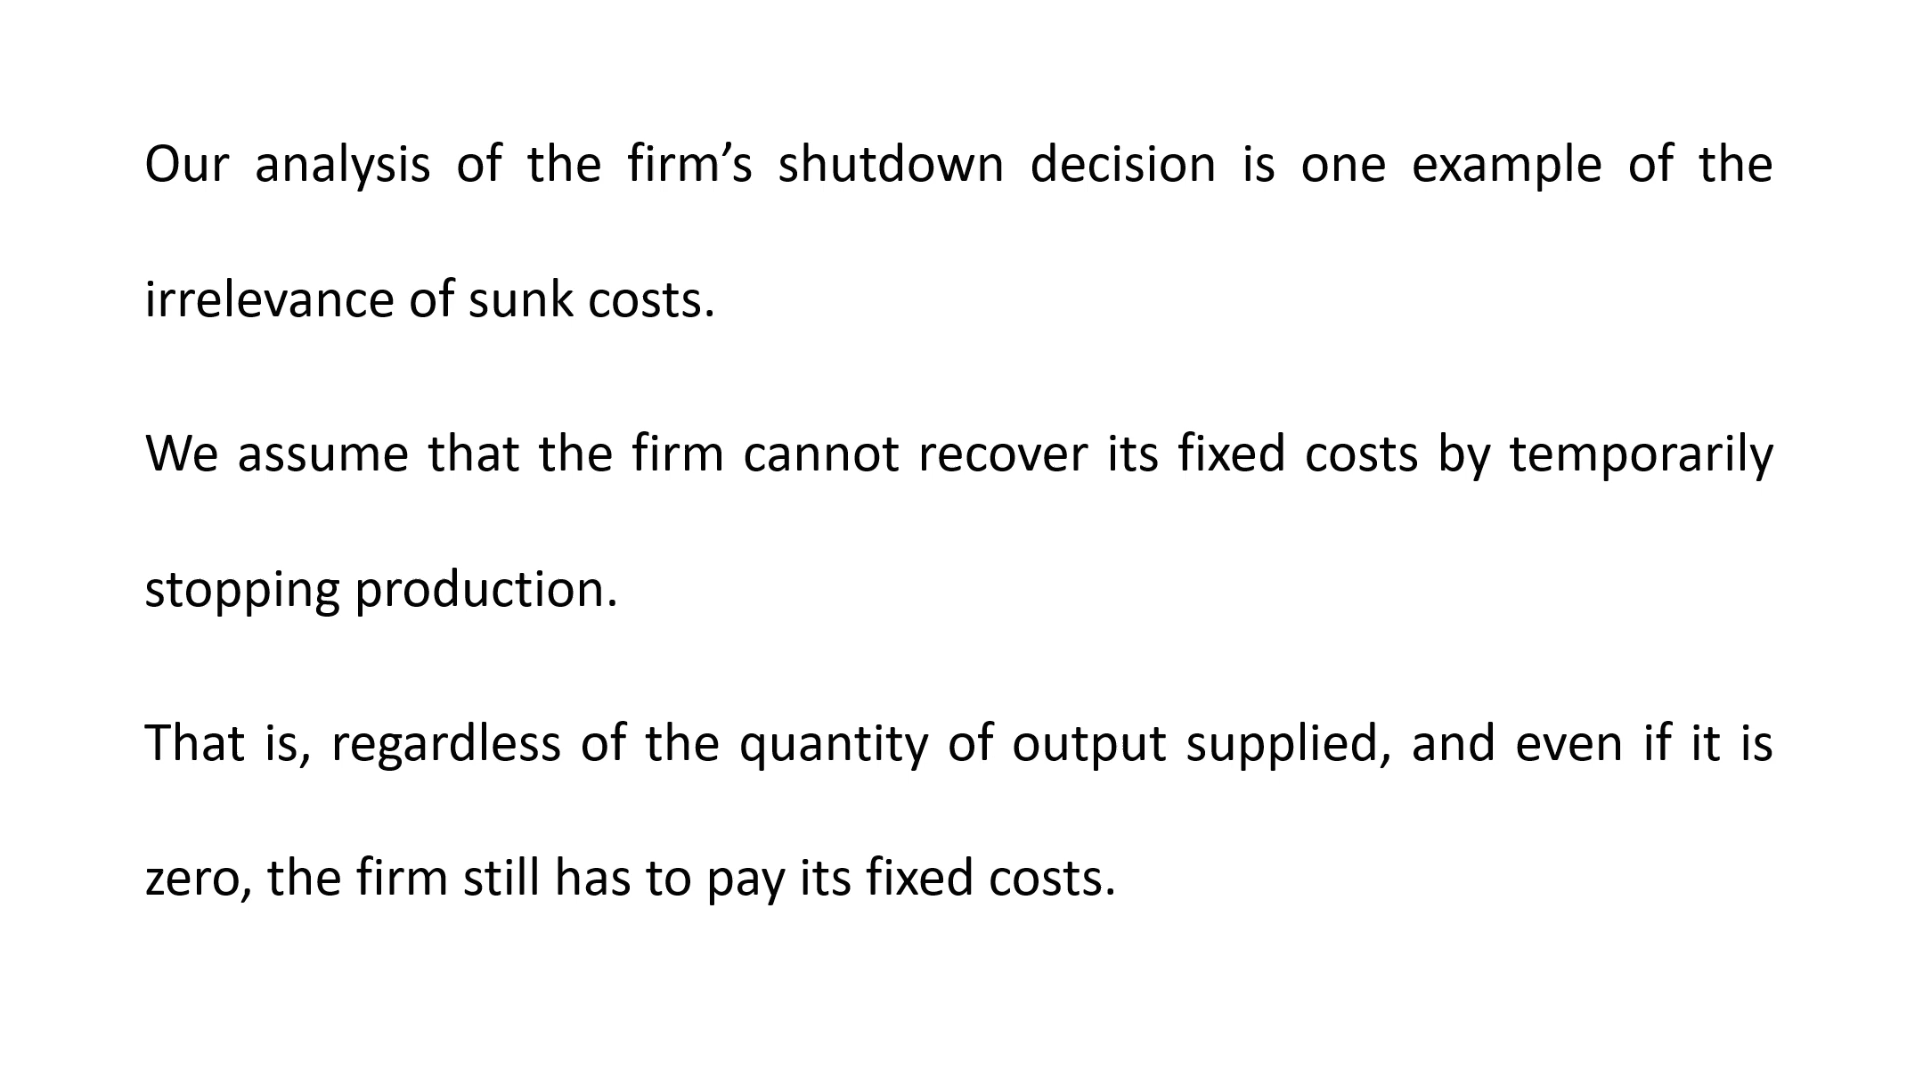 Our analysis of the firm’s shutdown decision is one example of the
irrelevance of sunk costs.
We assume that the firm cannot recover its fixed costs by temporarily
stopping production.
That is, regardless of the quantity of output supplied, and even if it is
zero, the firm still has to pay its fixed costs.